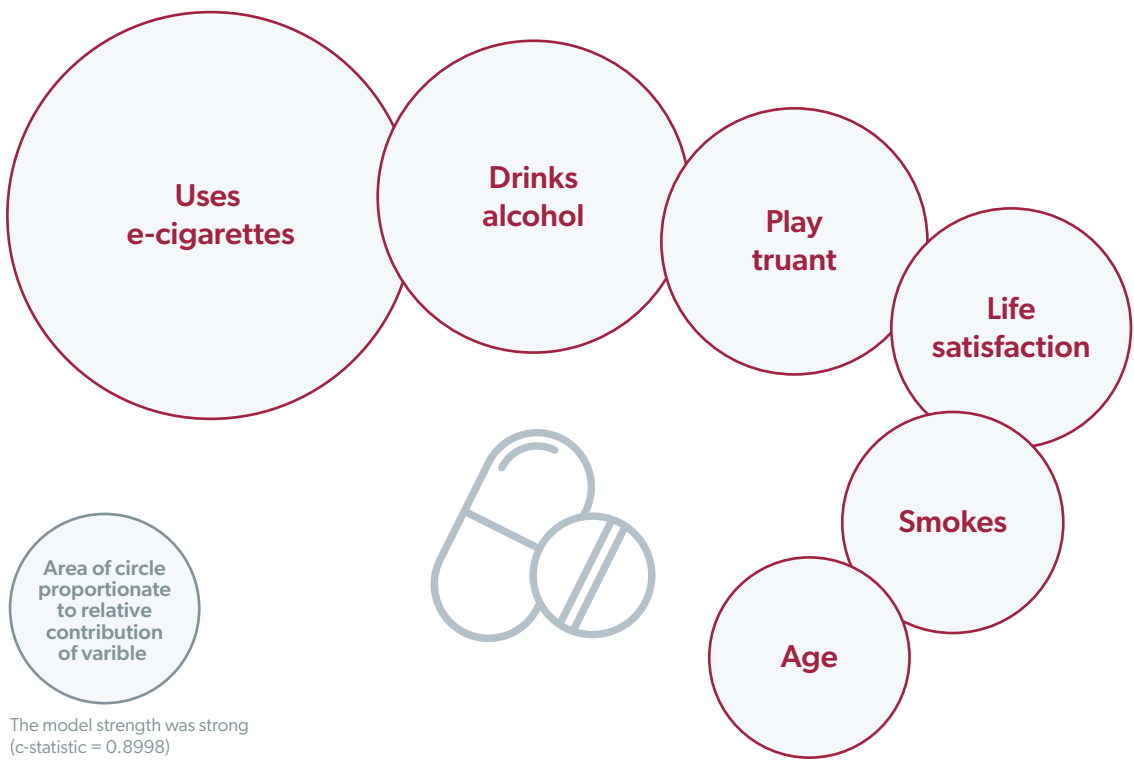 Uses
e-cigarettes
Drinks
alcohol
Play
truant
Life
satisfaction
Smokes
Age
Area of circle
proportionate
to relative
contribution
of varible
The model strength was strong
(c-statistic = 0.8998)